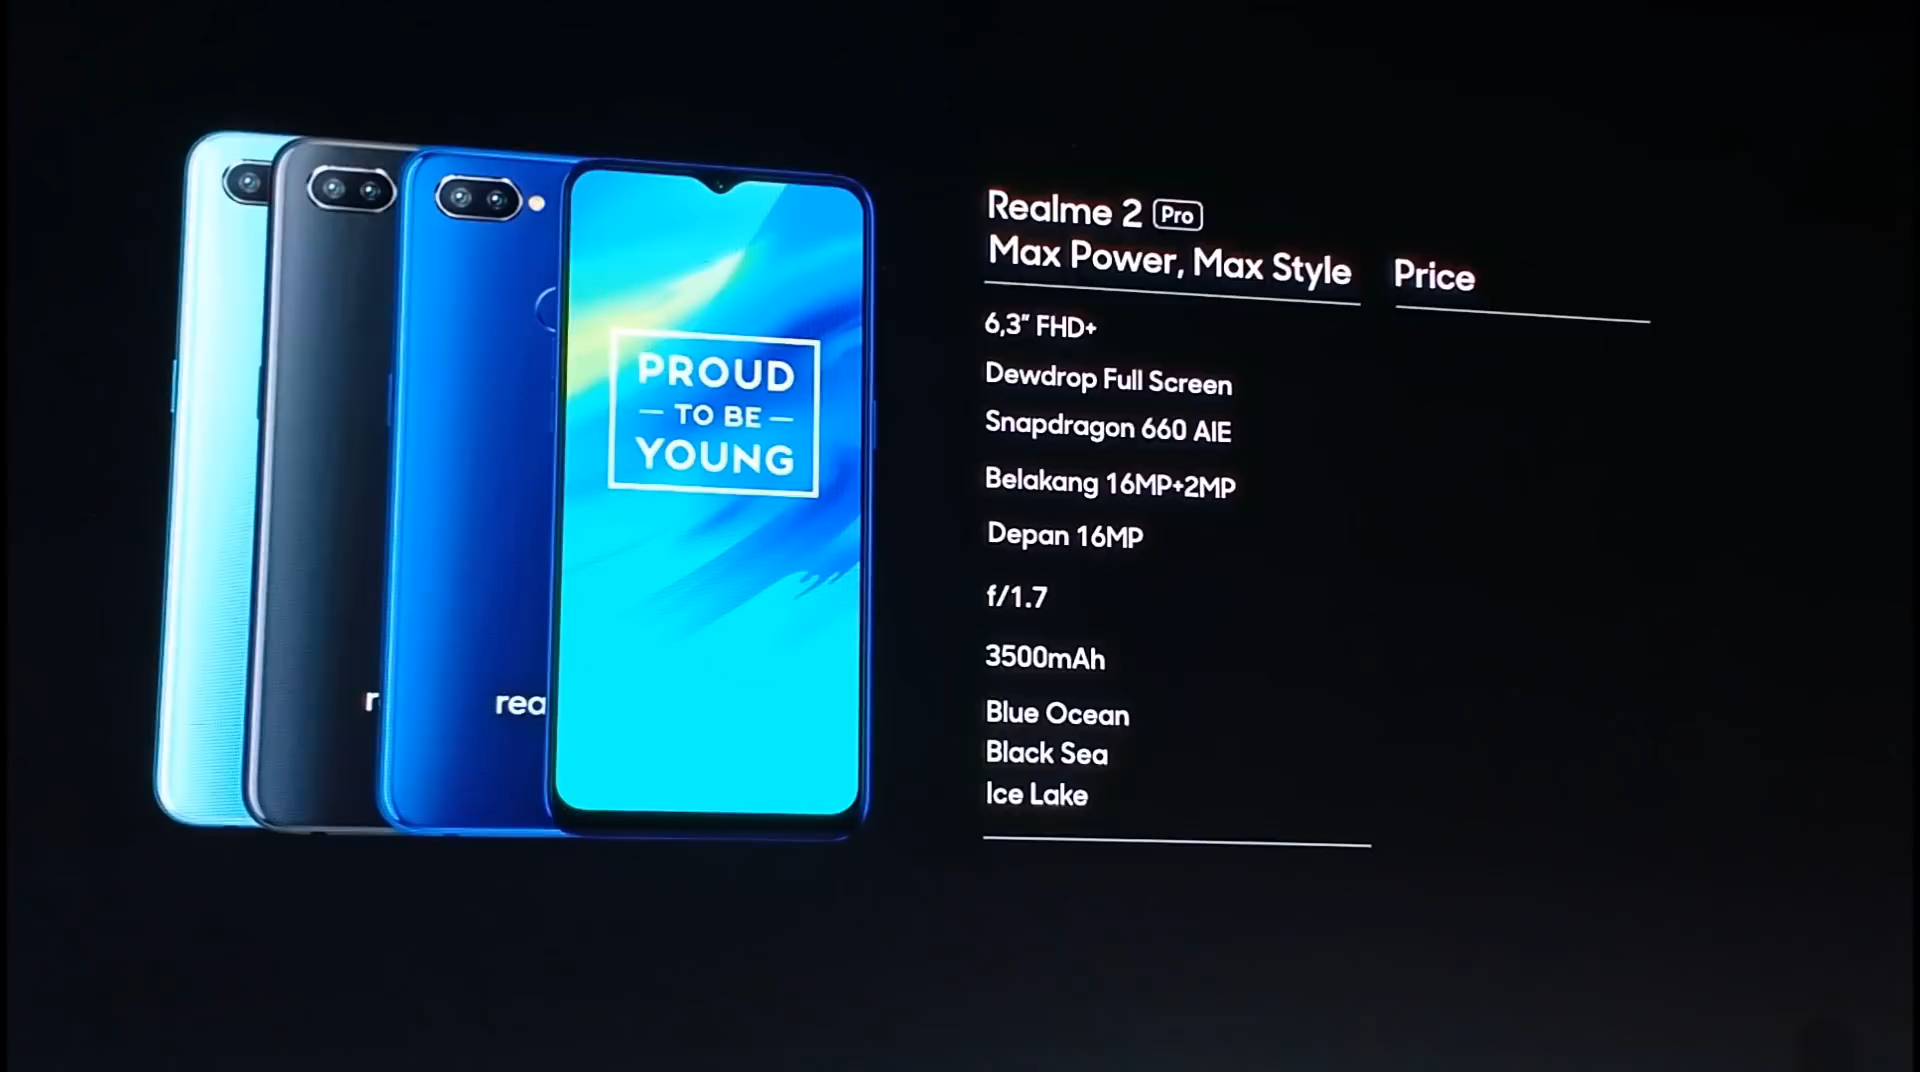 Realme 2 Pro
Max Power, Max Style
Price
6,3" FHD+
Dewdrop Full Screen
Snapdragon 660 AIE
Belakang 16MP+2MP
Depan 16MP
f/1.7
3500mAh
Blue Ocean
Black Sea
Ice Lake
PROUD
— TO BE —
YOUNG
r
rea